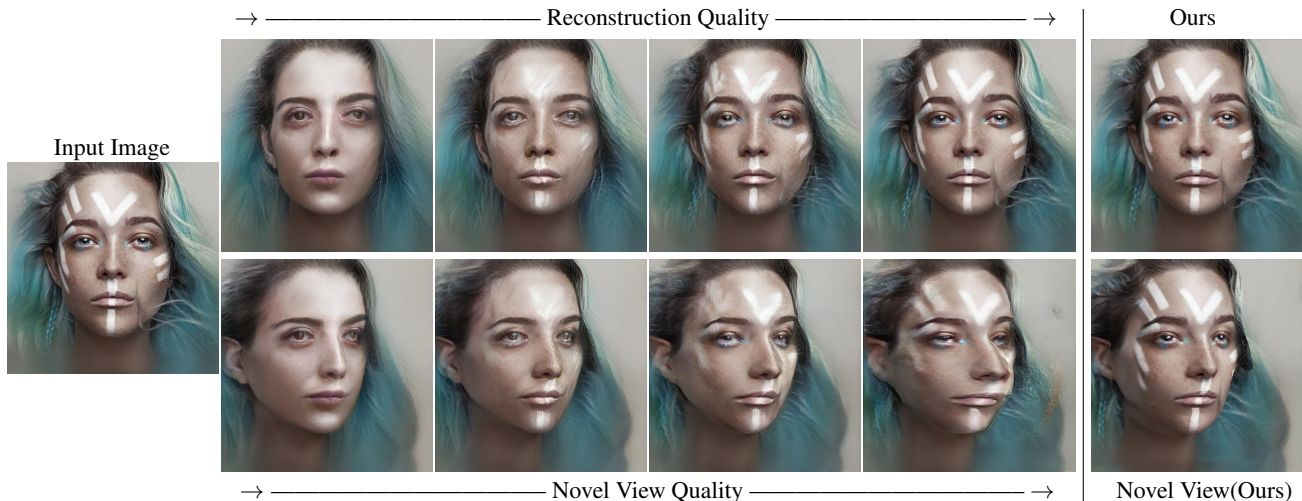 → Reconstruction Quality →
Ours
Input Image
→ Novel View Quality →
Novel View(Ours)